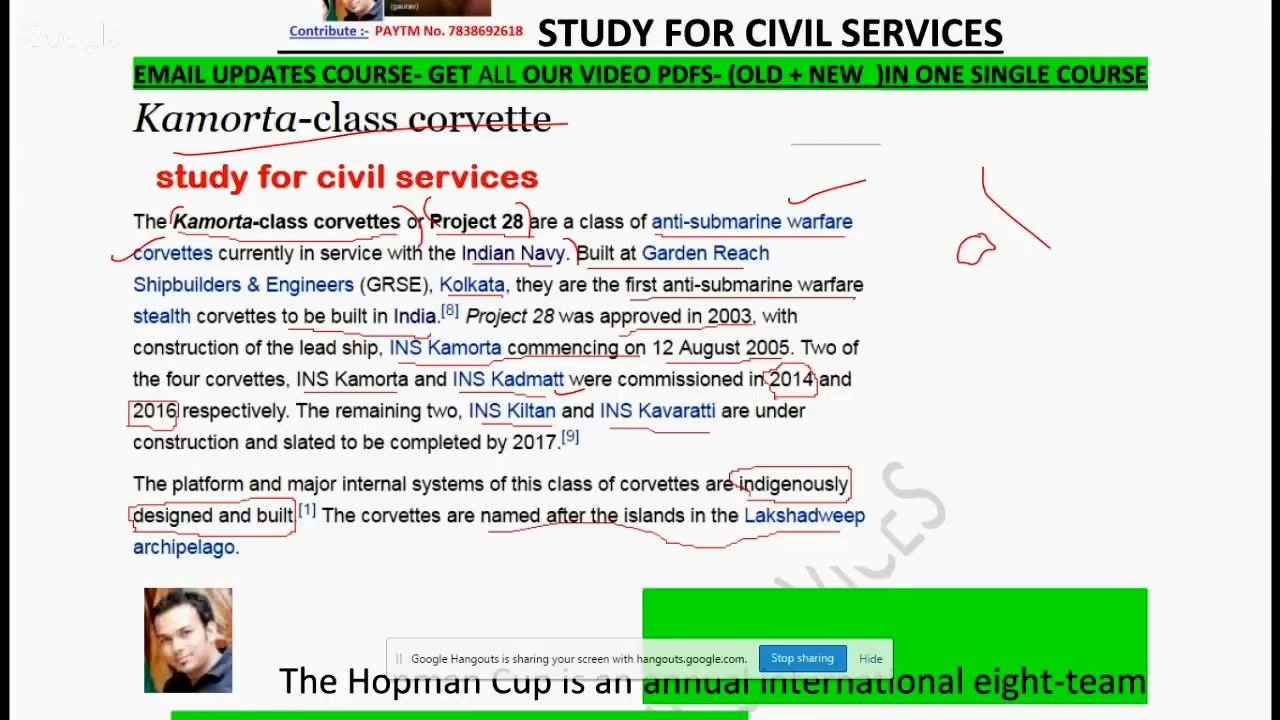 Google
(gaurav)
Contribute :- PAYTM No. 7838692618 STUDY FOR CIVIL SERVICES
EMAIL UPDATES COURSE- GET ALL OUR VIDEO PDFS- (OLD + NEW )IN ONE SINGLE COURSE
Kamorta-class corvette
study for civil services
The Kamorta-class corvettes or Project 28 are a class of anti-submarine warfare
corvettes currently in service with the Indian Navy. Built at Garden Reach
Shipbuilders & Engineers (GRSE), Kolkata, they are the first anti-submarine warfare
stealth corvettes to be built in India.[8] Project 28 was approved in 2003, with
construction of the lead ship, INS Kamorta commencing on 12 August 2005. Two of
the four corvettes, INS Kamorta and INS Kadmatt were commissioned in 2014 and
2016 respectively. The remaining two, INS Kiltan and INS Kavaratti are under
construction and slated to be completed by 2017.[9]
The platform and major internal systems of this class of corvettes are indigenously
designed and built.[1] The corvettes are named after the islands in the Lakshadweep
archipelago.
Google Hangouts is sharing your screen with hangouts.google.com. Stop sharing Hide
The Hopman Cup is an annual international eight-team